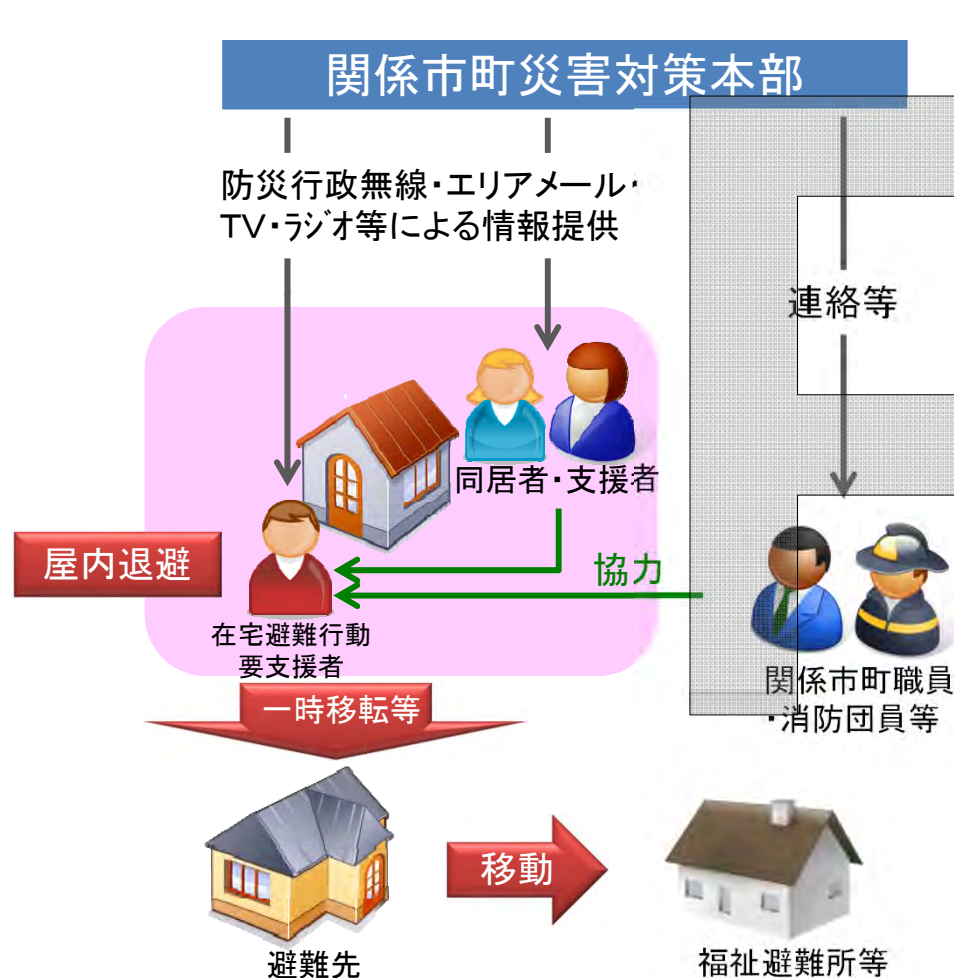 関係市町災害対策本部
防災行政無線・エリアメール・
TV・ラジオ等による情報提供
連絡等
同居者・支援者
屋内退避
協力
在宅避難行動
要支援者
関係市町職員
・消防団員等
一時移転等
移動
避難先
福祉避難所等